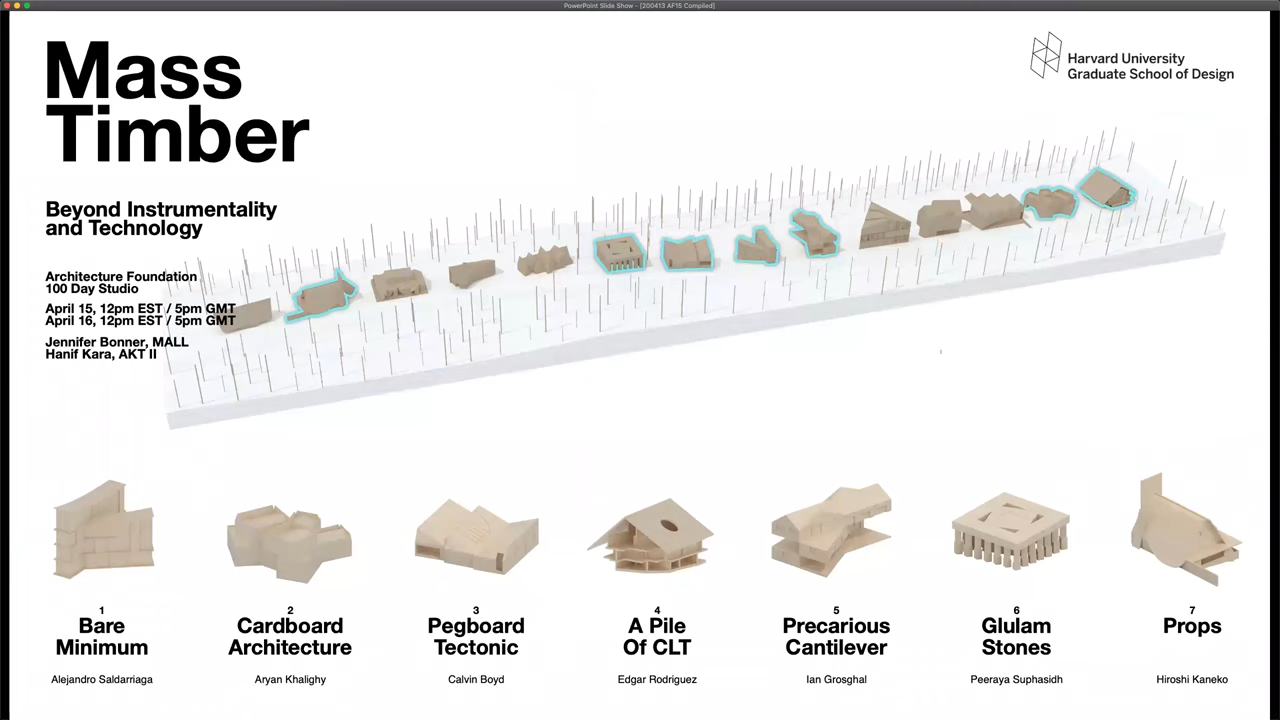 PowerPoint Slide Show - [200413 AF15 Compiled]
Mass
Timber
Harvard University
Graduate School of Design
Beyond Instrumentality
and Technology
Architecture Foundation
100 Day Studio
April 15, 12pm EST / 5pm GMT
April 16, 12pm EST / 5pm GMT
Jennifer Bonner, MALL
Hanif Kara, AKT II
1
Bare
Minimum
Alejandro Saldarriaga
2
Cardboard
Architecture
Aryan Khalighy
3
Pegboard
Tectonic
Calvin Boyd
4
A Pile
Of CLT
Edgar Rodriguez
5
Precarious
Cantilever
Ian Grosghal
6
Glulam
Stones
Peeraya Suphasidh
7
Props
Hiroshi Kaneko